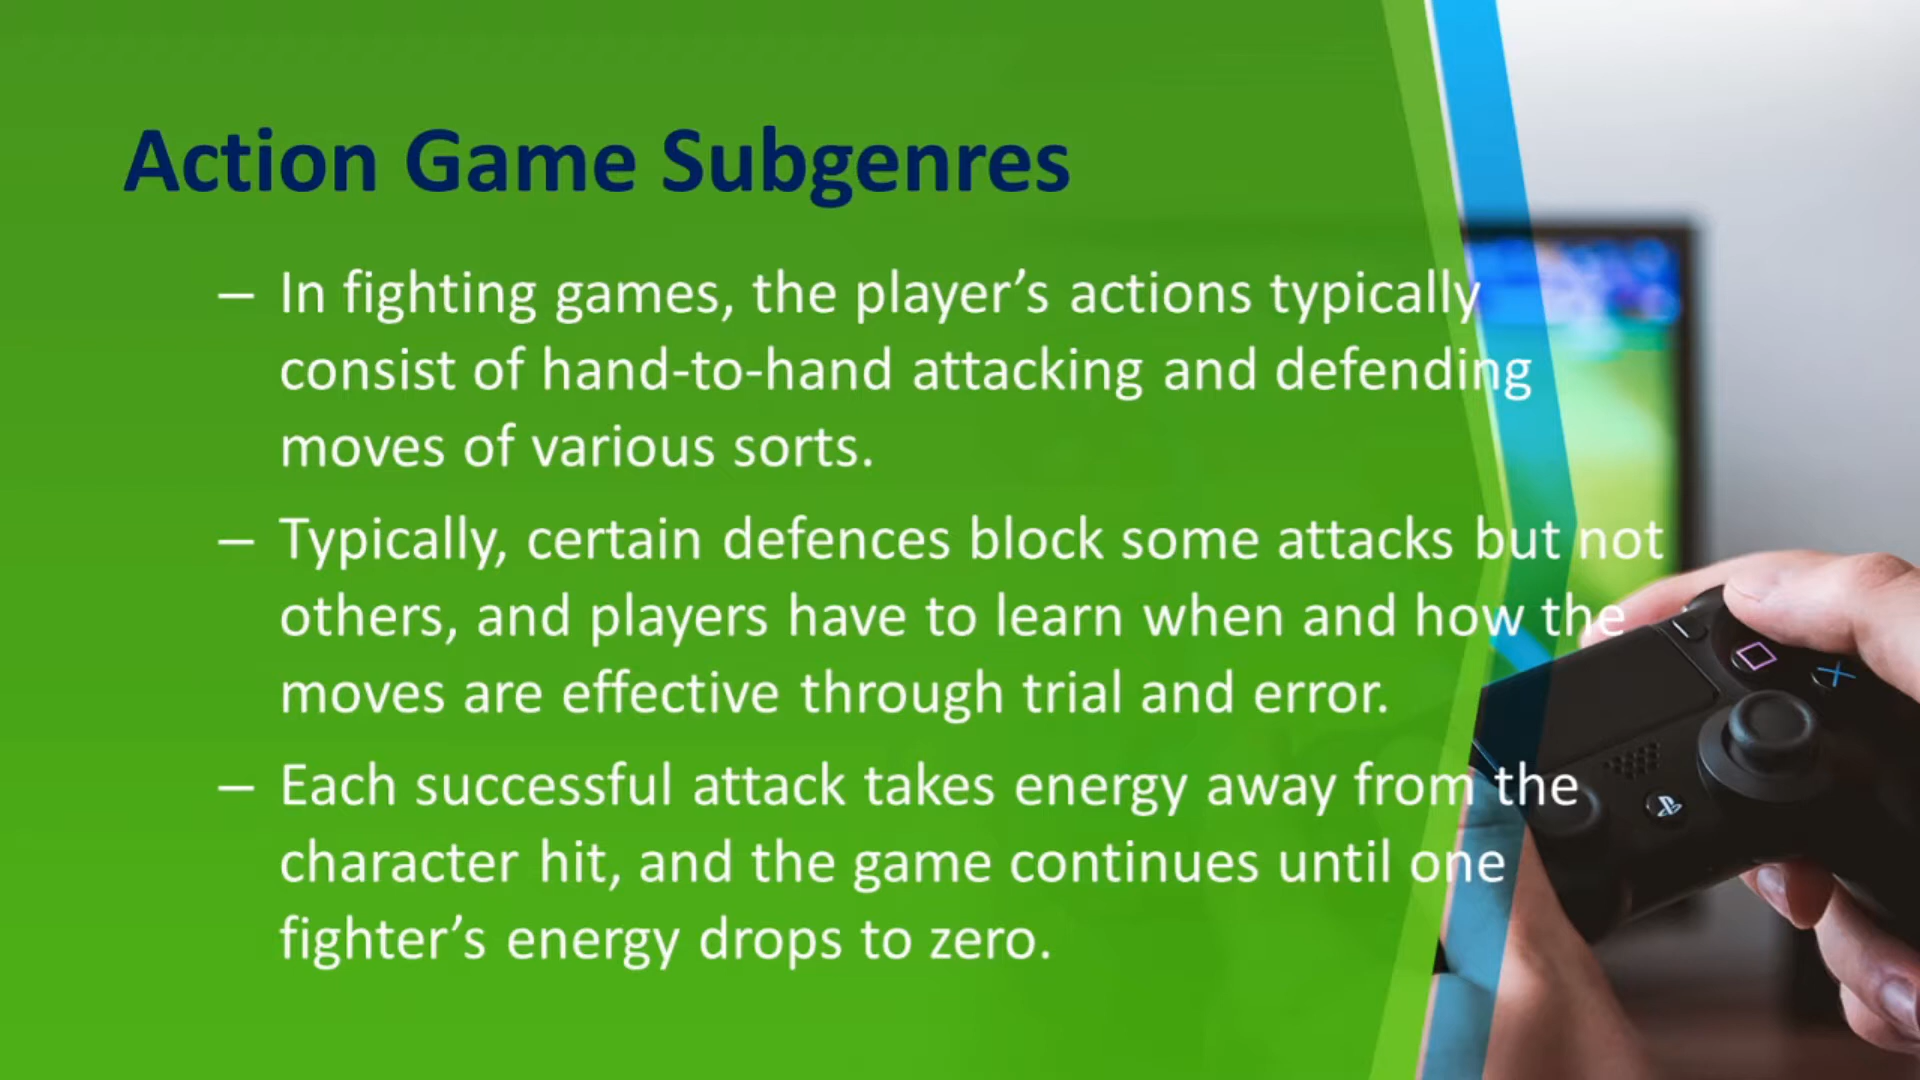 Action Game Subgenres
– In fighting games, the player’s actions typically
consist of hand-to-hand attacking and defending
moves of various sorts.
– Typically, certain defences block some attacks but not
others, and players have to learn when and how the
moves are effective through trial and error.
– Each successful attack takes energy away from the
character hit, and the game continues until one
fighter’s energy drops to zero.